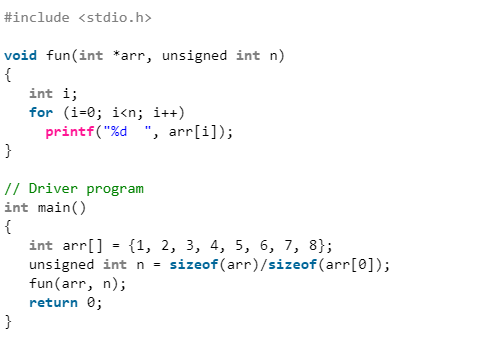 #include <stdio.h>
void fun(int *arr, unsigned int n)
{
int i;
for (i=0; i<n; i++)
printf("%d  ", arr[i]);
}
// Driver program
int main()
{
int arr[] = {1, 2, 3, 4, 5, 6, 7, 8};
unsigned int n = sizeof(arr)/sizeof(arr[0]);
fun(arr, n);
return 0;
}